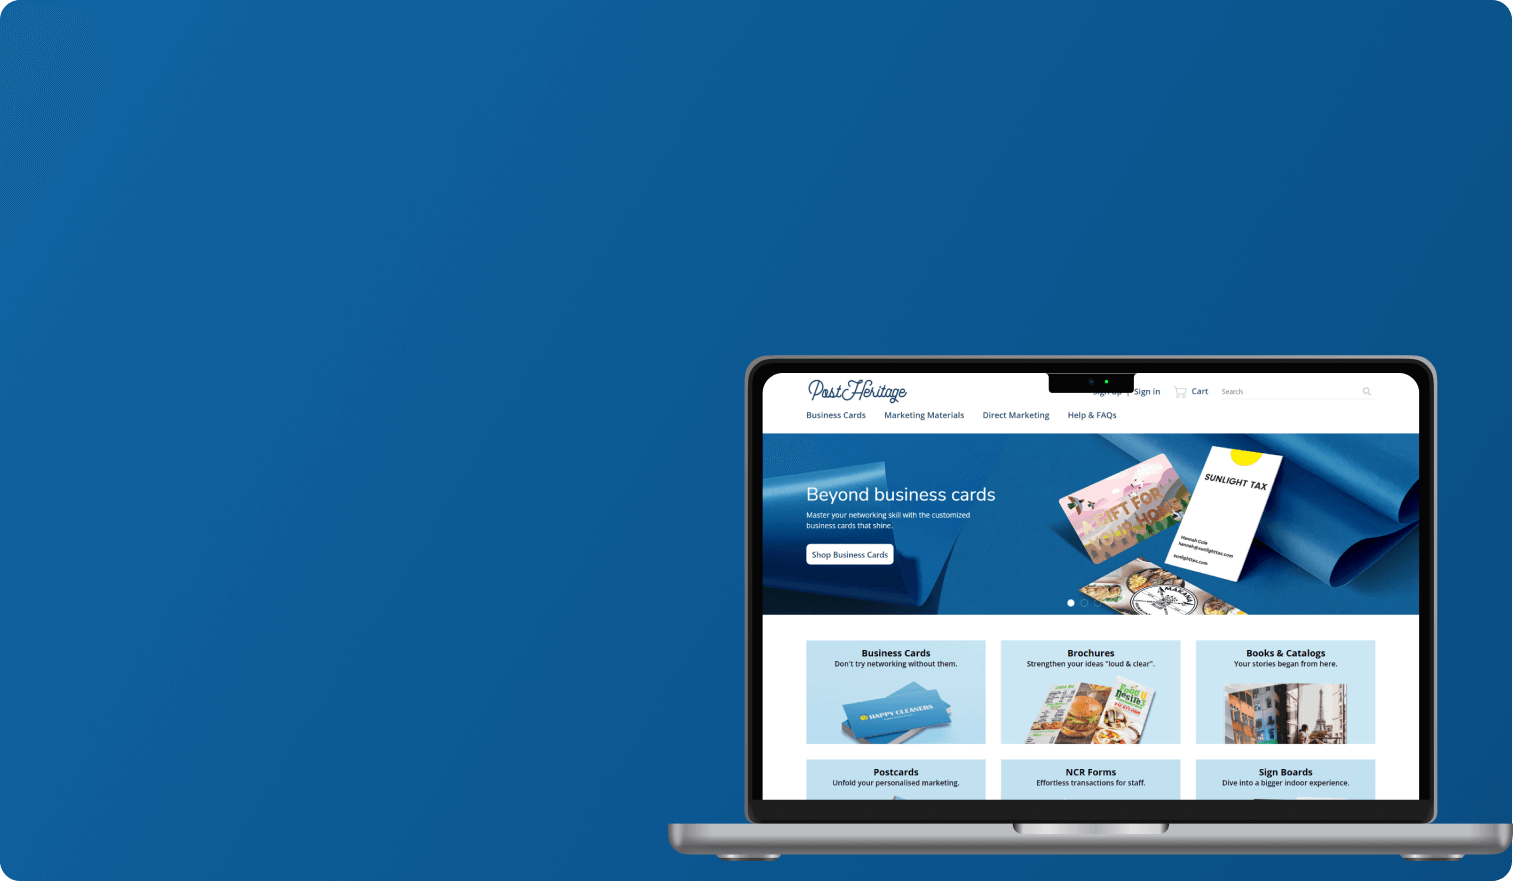 PostHeritage
Sign up | Sign in
Cart
Search
Business Cards
Marketing Materials
Direct Marketing
Help & FAQs
Beyond business cards
Master your networking skill with the customized
business cards that shine.
Shop Business Cards
A GIFT FOR
YOUR HOME
SUNLIGHT TAX
Hannah Cole
hannah@sunlighttax.com
sunlighttax.com
Business Cards
Don't try networking without them.
HAPPY CLEANERS
Brochures
Strengthen your ideas "loud & clear".
Books & Catalogs
Your stories began from here.
Postcards
Unfold your personalised marketing.
NCR Forms
Effortless transactions for staff.
Sign Boards
Dive into a bigger indoor experience.